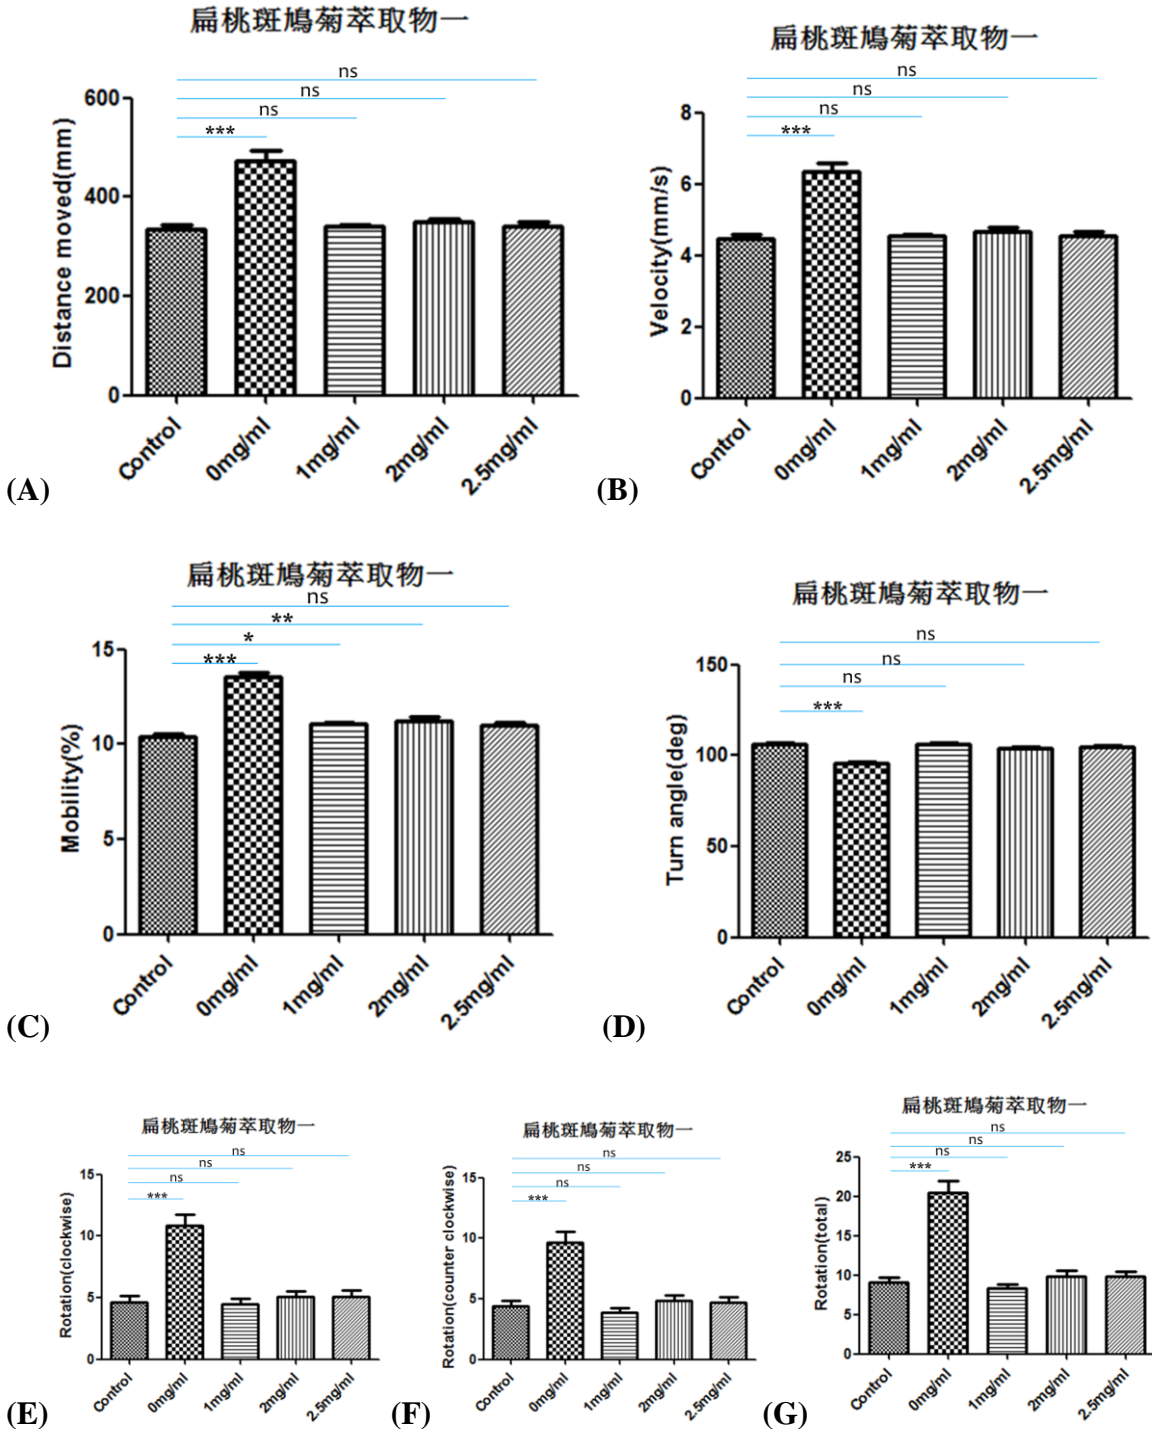 扁桃斑鳩菊萃取物一
ns
ns
ns
***
600
400
200
0
Distance moved(mm)
Control
0mg/ml
1mg/ml
2mg/ml
2.5mg/ml
(A)
扁桃斑鳩菊萃取物一
ns
ns
ns
***
8
6
4
2
0
Velocity(mm/s)
Control
0mg/ml
1mg/ml
2mg/ml
2.5mg/ml
(B)
扁桃斑鳩菊萃取物一
ns
**
*
***
15
10
5
0
Mobility(%)
Control
0mg/ml
1mg/ml
2mg/ml
2.5mg/ml
(C)
扁桃斑鳩菊萃取物一
ns
ns
ns
***
150
100
50
0
Turn angle(deg)
Control
0mg/ml
1mg/ml
2mg/ml
2.5mg/ml
(D)
扁桃斑鳩菊萃取物一
ns
ns
ns
***
15
10
5
0
Rotation(clockwise)
Control
0mg/ml
1mg/ml
2mg/ml
2.5mg/ml
(E)
扁桃斑鳩菊萃取物一
ns
ns
ns
***
15
10
5
0
Rotation(counter clockwise)
Control
0mg/ml
1mg/ml
2mg/ml
2.5mg/ml
(F)
扁桃斑鳩菊萃取物一
ns
ns
ns
***
25
20
15
10
5
0
Rotation(total)
Control
0mg/ml
1mg/ml
2mg/ml
2.5mg/ml
(G)